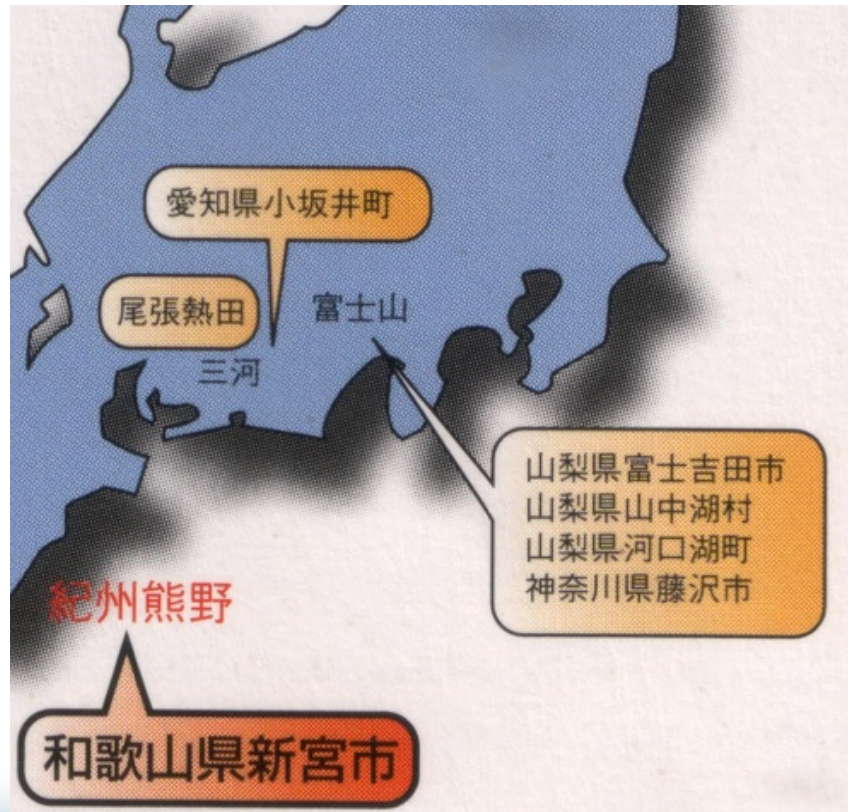 愛知県小坂井町
尾張熱田
富士山
三河
山梨県富士吉田市
山梨県山中湖村
山梨県河口湖町
神奈川県藤沢市
紀州熊野
和歌山県新宮市